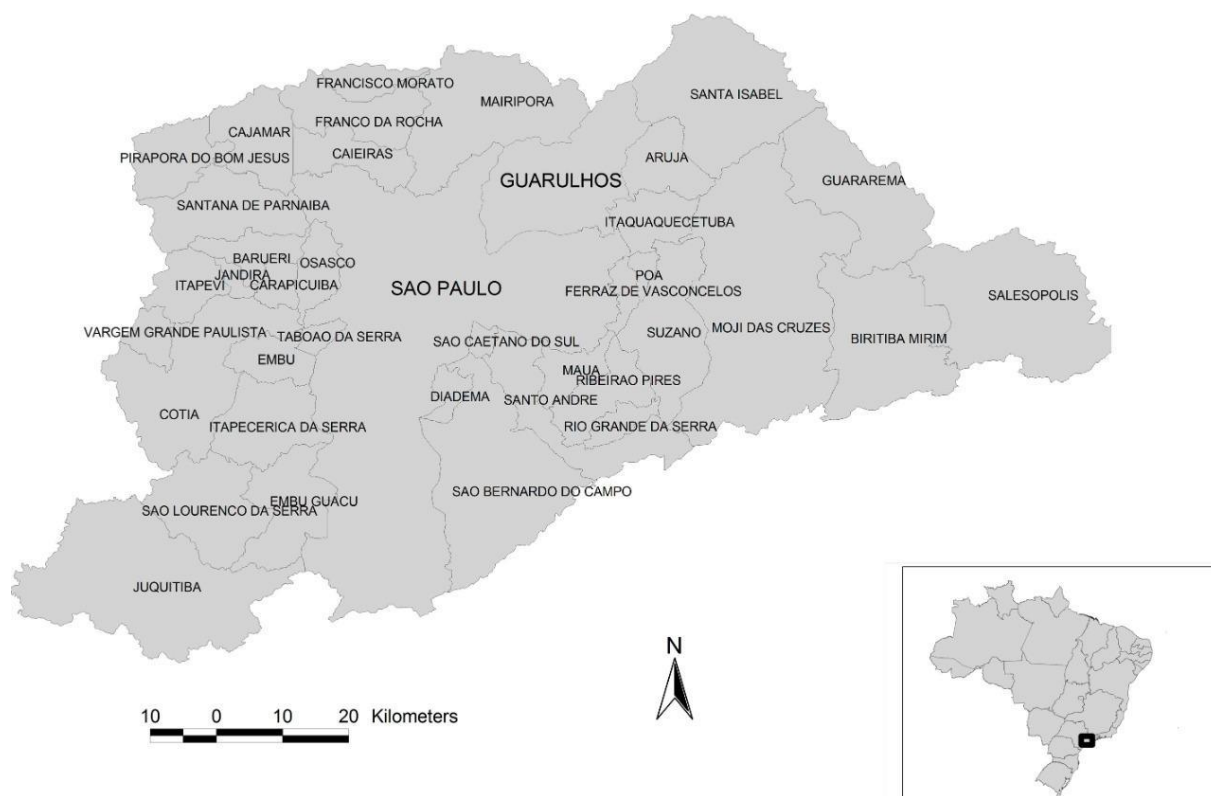 FRANCISCO MORATO
MAIRIPORA
SANTA ISABEL
FRANCO DA ROCHA
CAJAMAR
CAIEIRAS
PIRAPORA DO BOM JESUS
ARUJA
GUARULHOS
GUARAREMA
SANTANA DE PARNAIBA
ITAQUAQUECETUBA
BARUERI
OSASCO
JANDIRA
POA
ITAPEVI
CARAPICUIBA
SAO PAULO
FERRAZ DE VASCONCELOS
SALESOPOLIS
MOJI DAS CRUZES
VARGEM GRANDE PAULISTA
SUZANO
TABOAO DA SERRA
BIRITIBA MIRIM
SAO CAETANO DO SUL
EMBU
MAUA
RIBEIRAO PIRES
DIADEMA
SANTO ANDRE
COTIA
ITAPECERICA DA SERRA
RIO GRANDE DA SERRA
SAO BERNARDO DO CAMPO
EMBU GUACU
SAO LOURENCO DA SERRA
JUQUITIBA
N
10 0 10 20 Kilometers